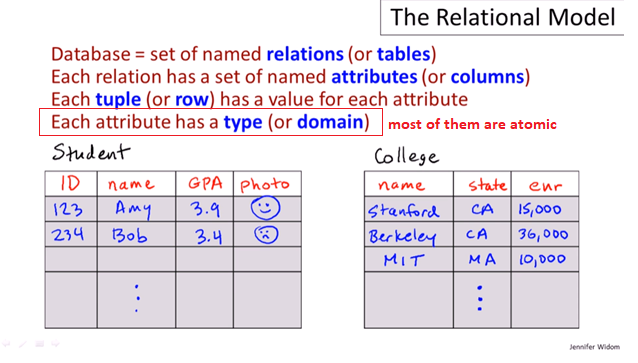 The Relational Model
Database = set of named relations (or tables)
Each relation has a set of named attributes (or columns)
Each tuple (or row) has a value for each attribute
Each attribute has a type (or domain) most of them are atomic
Student
ID name GPA photo
123 Amy 3.9
234 Bob 3.4
College
name state enr
Stanford CA 15,000
Berkeley CA 36,000
MIT MA 10,000
Jennifer Widom